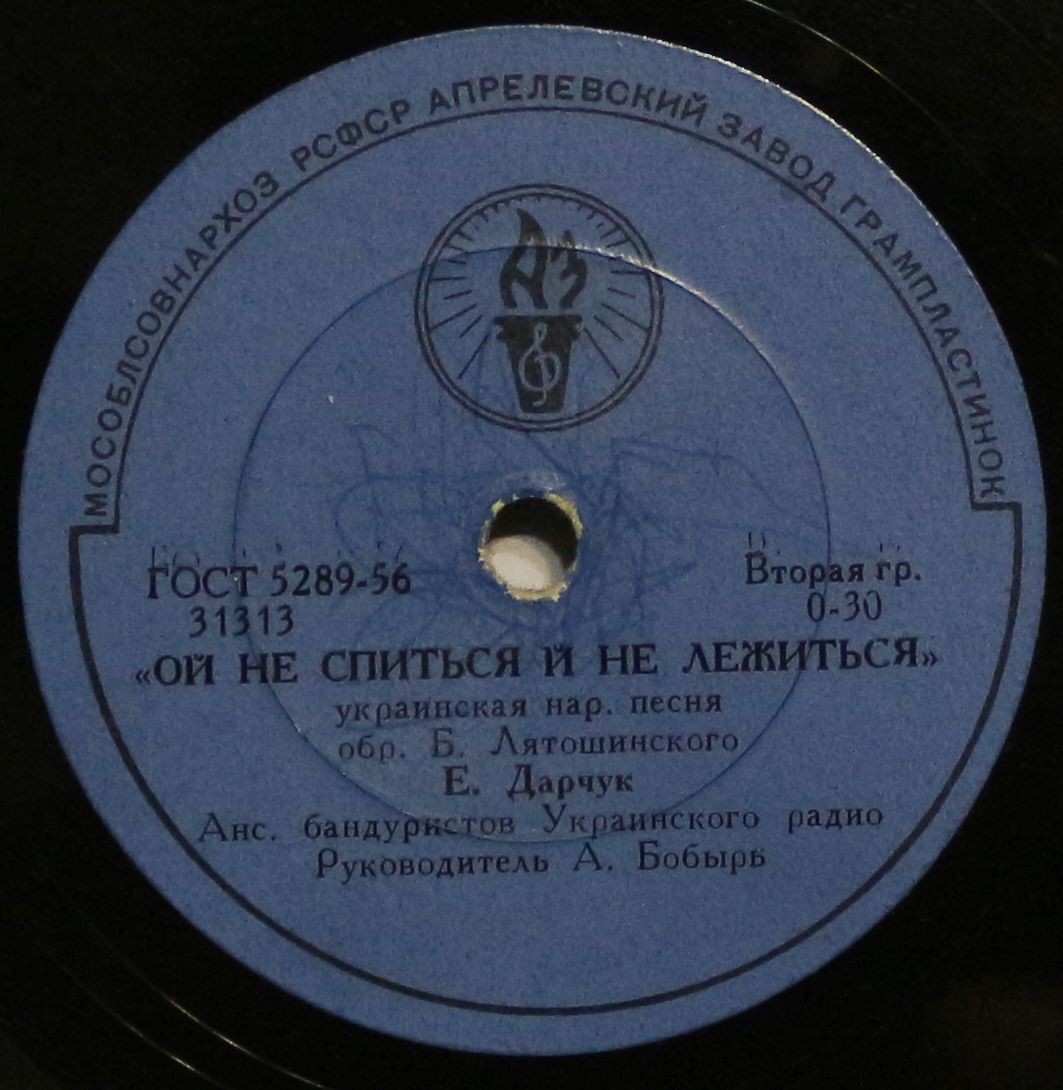 МОСОБЛСОВНАРХОЗ РСФСР АПРЕЛЕВСКИЙ ЗАВОД ГРАМПЛАСТИНОК
АЗ
ГОСТ 5289-56
31313
Вторая гр.
0-30
«ОЙ НЕ СПИТЬСЯ Й НЕ ЛЕЖИТЬСЯ»
украинская нар. песня
обр. Б. Лятошинского
Е. Дарчук
Анс. бандуристов Украинского радио
Руководитель А. Бобырь